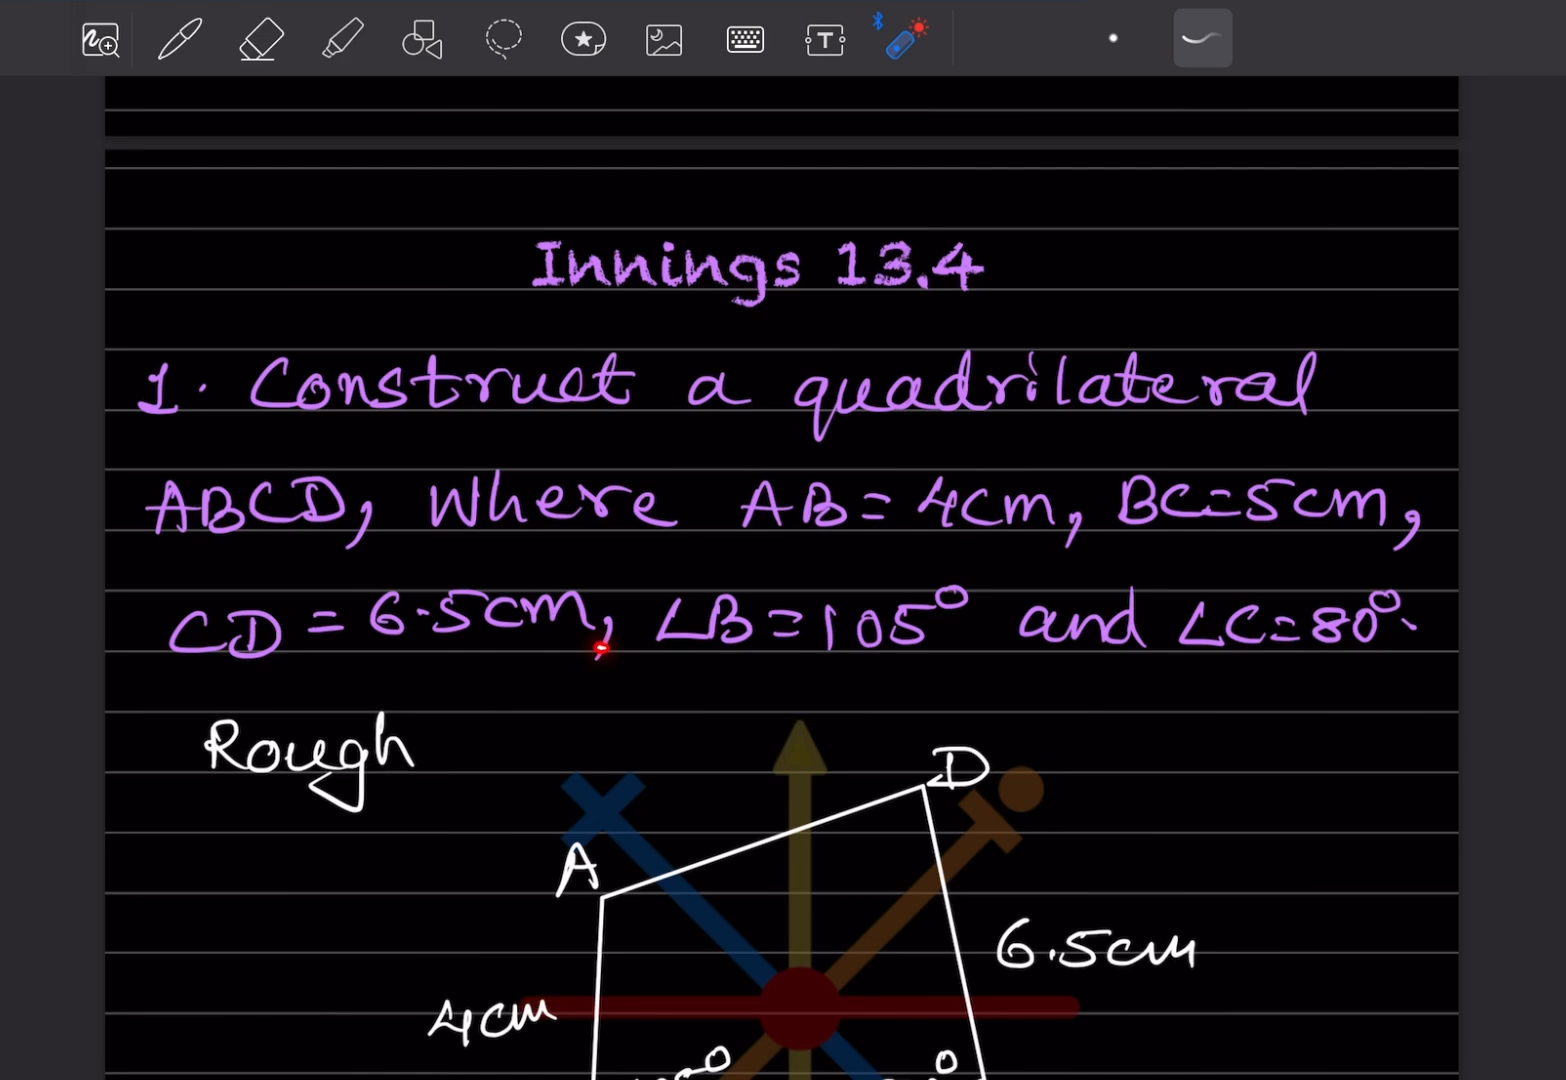 Innings 13.4
1. Construct a quadrilateral
ABCD, where AB = 4cm, BC = 5cm,
CD = 6.5cm, ∠B = 105° and ∠C = 80°.
Rough
D
A
6.5cm
4cm